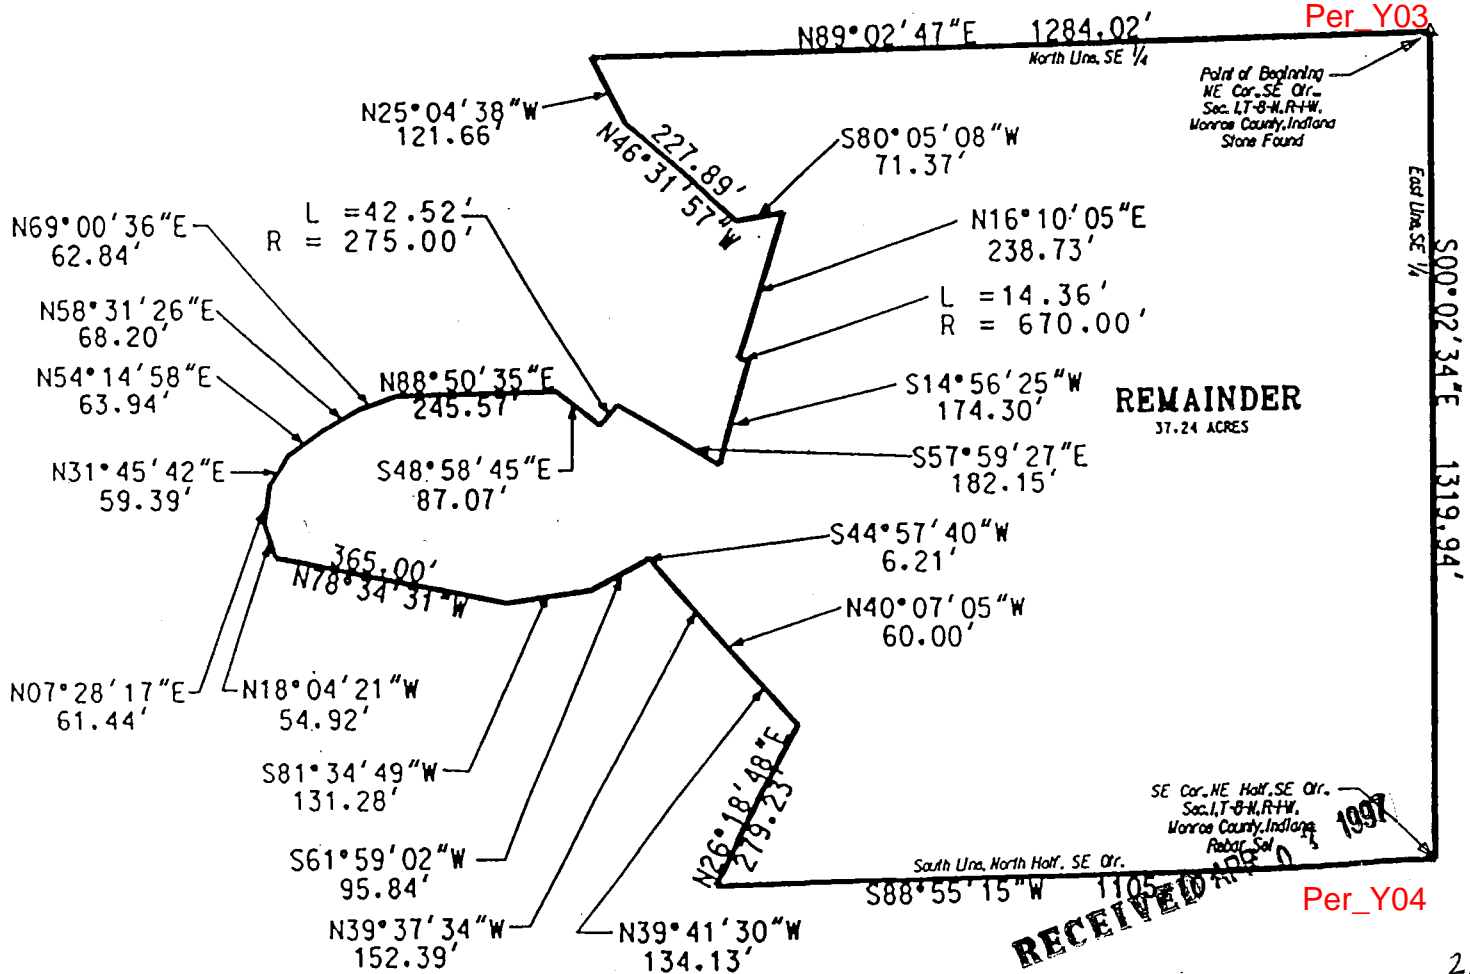 Per_Y03
N89°02'47"E 1284.02'
North Line, SE 1/4
Point of Beginning
NE Cor., SE Qtr.,
Sec. 1, T-8-N, R-1-W,
Monroe County, Indiana
Stone Found
N25°04'38"W
121.66'
227.89'
N46°31'57"W
S80°05'08"W
71.37'
East Line, SE 1/4
L =42.52'
R = 275.00'
N69°00'36"E
62.84'
N16°10'05"E
238.73'
S00°02'34"E 1319.94'
L =14.36'
R = 670.00'
N58°31'26"E
68.20'
N54°14'58"E
63.94'
N88°50'35"E
245.57'
S14°56'25"W
174.30'
REMAINDER
37.24 ACRES
N31°45'42"E
59.39'
S48°58'45"E
87.07'
S57°59'27"E
182.15'
S44°57'40"W
6.21'
365.00'
N78°34'31"W
N40°07'05"W
60.00'
N07°28'17"E
61.44'
N18°04'21"W
54.92'
S81°34'49"W
131.28'
N26°18'48"E
279.23'
SE Cor., NE Half, SE Qtr.,
Sec. 1, T-8-N, R-1-W,
Monroe County, Indiana
Rebar Set
S61°59'02"W
95.84'
South Line, North Half, SE Qtr.
S88°55'15"W 1105
RECEIVED APR 0 1997
Per_Y04
N39°37'34"W
152.39'
N39°41'30"W
134.13'
2